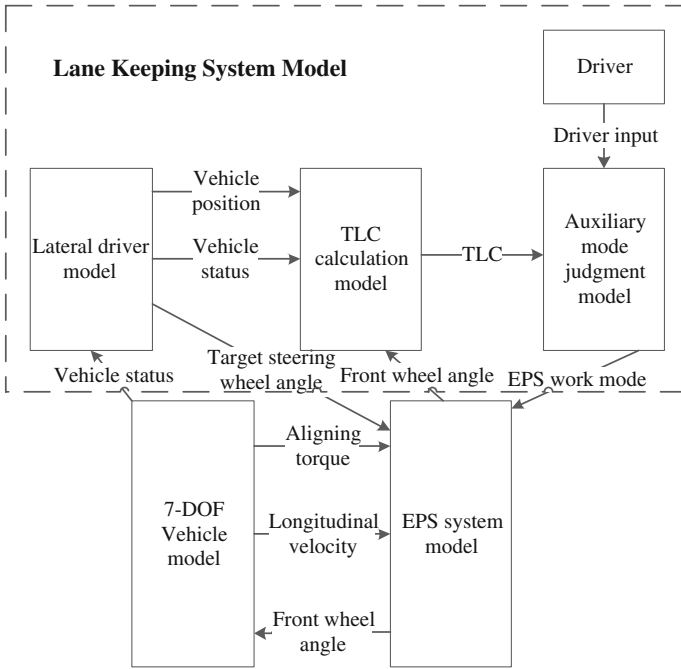 Lane Keeping System Model
Driver
Driver input
Vehicle
position
Lateral driver
model
Vehicle
status
TLC
calculation
model
TLC
Auxiliary
mode
judgment
model
Vehicle status
Target steering
wheel angle
Front wheel angle
EPS work mode
Aligning
torque
7-DOF
Vehicle
model
Longitudinal
velocity
EPS system
model
Front wheel
angle